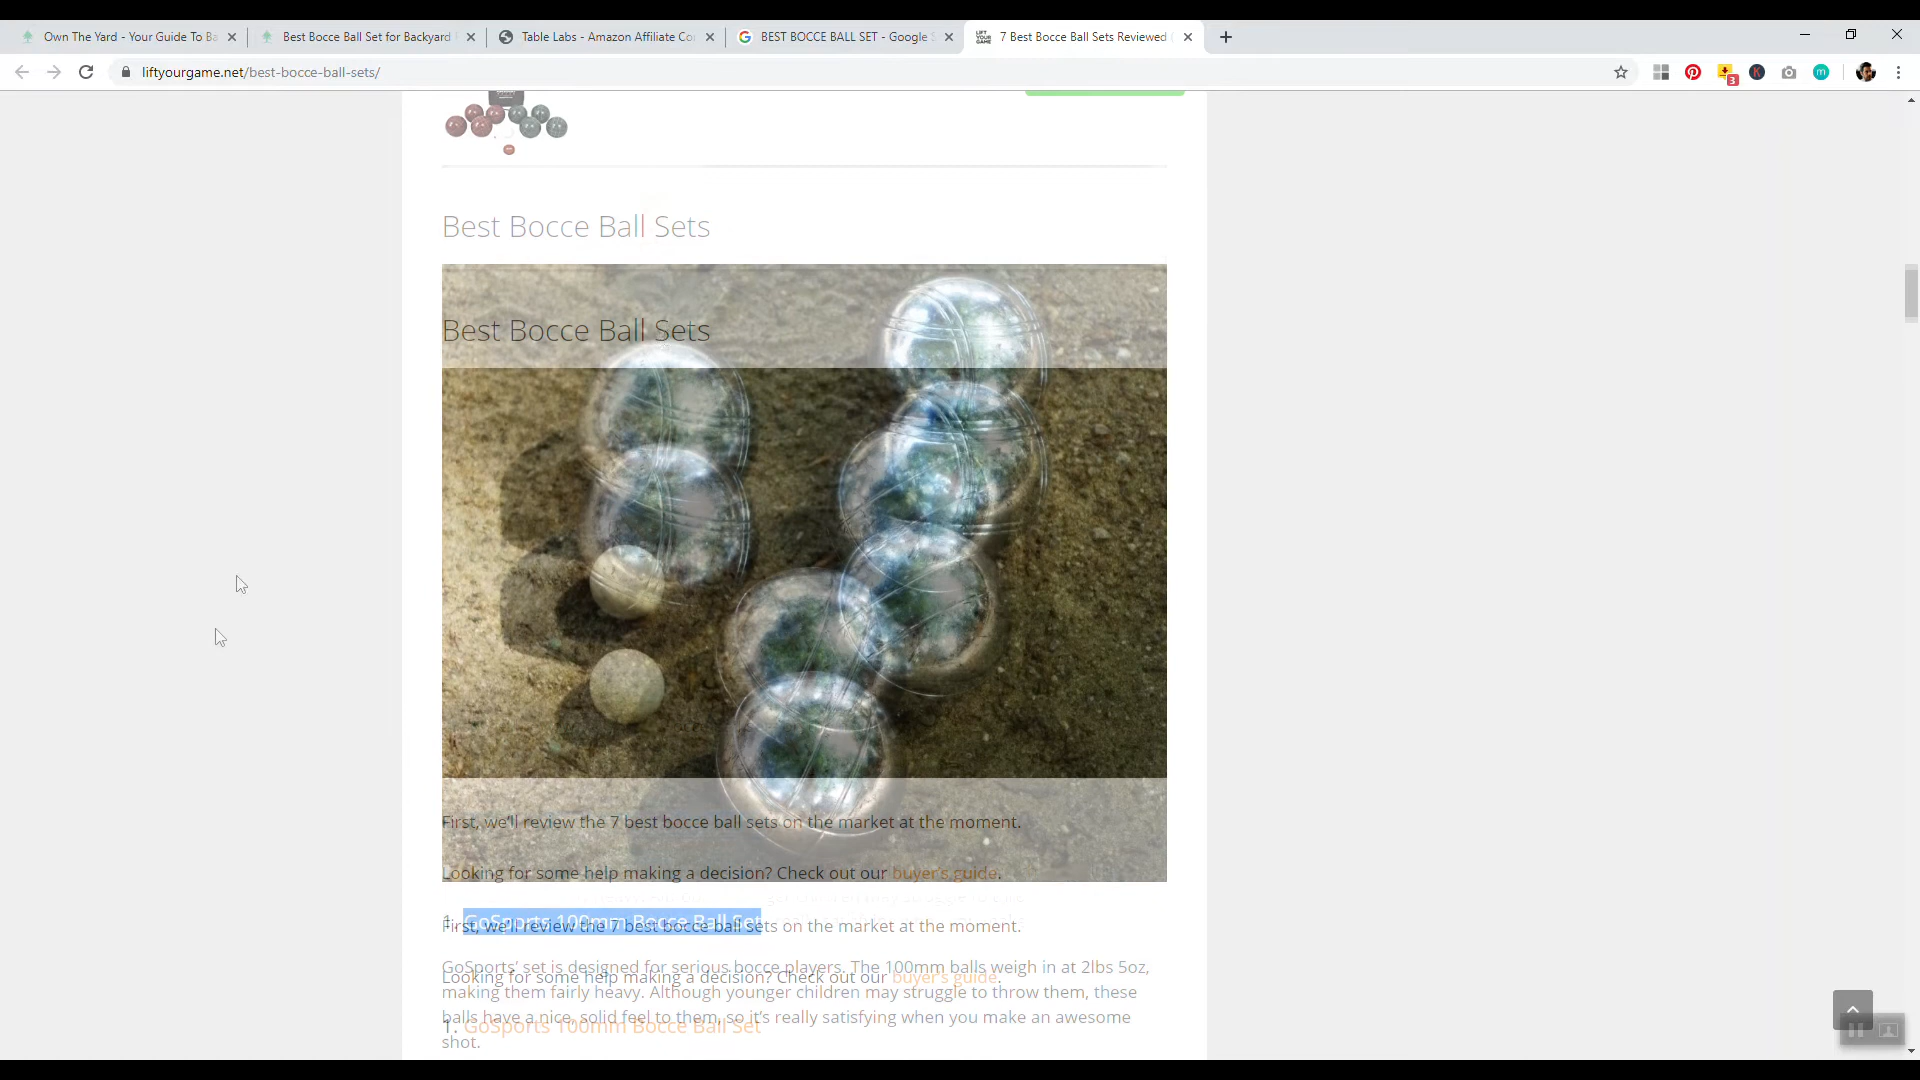 Own The Yard - Your Guide To Ba
Best Bocce Ball Set for Backyard
Table Labs - Amazon Affiliate Co
BEST BOCCE BALL SET - Google S
7 Best Bocce Ball Sets Reviewed
liftyourgame.net/best-bocce-ball-sets/
3
Best Bocce Ball Sets
Best Bocce Ball Sets
First, we'll review the 7 best bocce ball sets on the market at the moment.
Looking for some help making a decision? Check out our buyer's guide.
1. GoSports 100mm Bocce Ball Set
First, we'll review the 7 best bocce ball sets on the market at the moment.
GoSports' set is designed for serious bocce players. The 100mm balls weigh in at 2lbs 5oz,
Looking for some help making a decision? Check out our buyer's guide.
making them fairly heavy. Although younger children may struggle to throw them, these
balls have a nice, solid feel to them, so it's really satisfying when you make an awesome
1. GoSports 100mm Bocce Ball Set
shot.